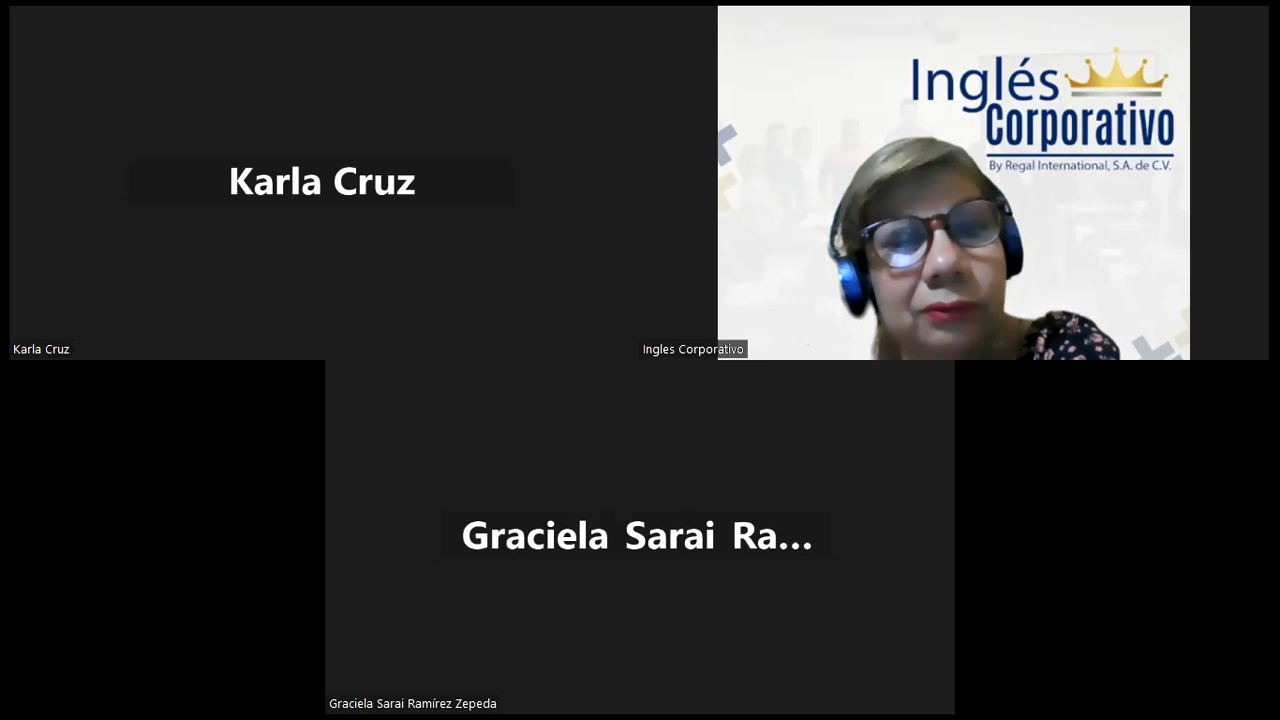 Karla Cruz
Karla Cruz
Inglés
Corporativo
By Regal International, S.A. de C.V.
Ingles Corporativo
Graciela Sarai Ra...
Graciela Sarai Ramírez Zepeda